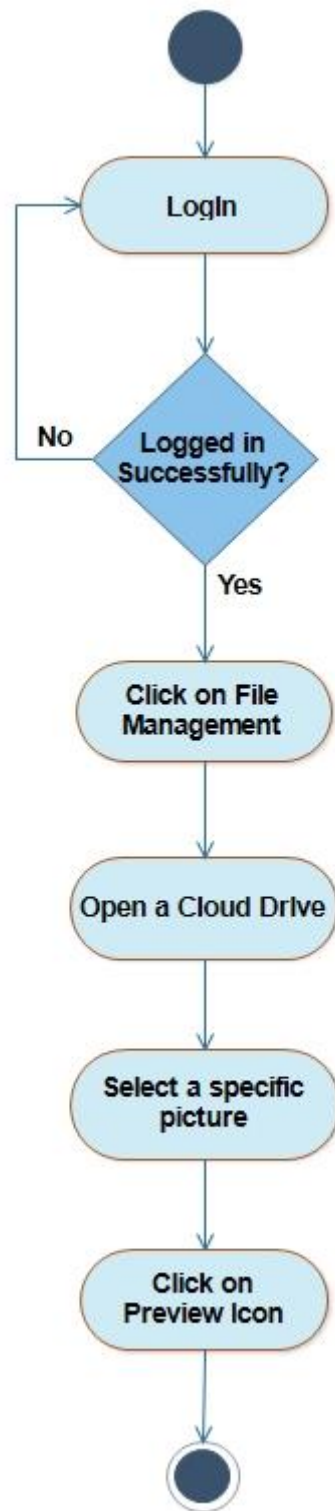 LogIn
No
Logged in
Successfully?
Yes
Click on File
Management
Open a Cloud Drive
Select a specific
picture
Click on
Preview Icon